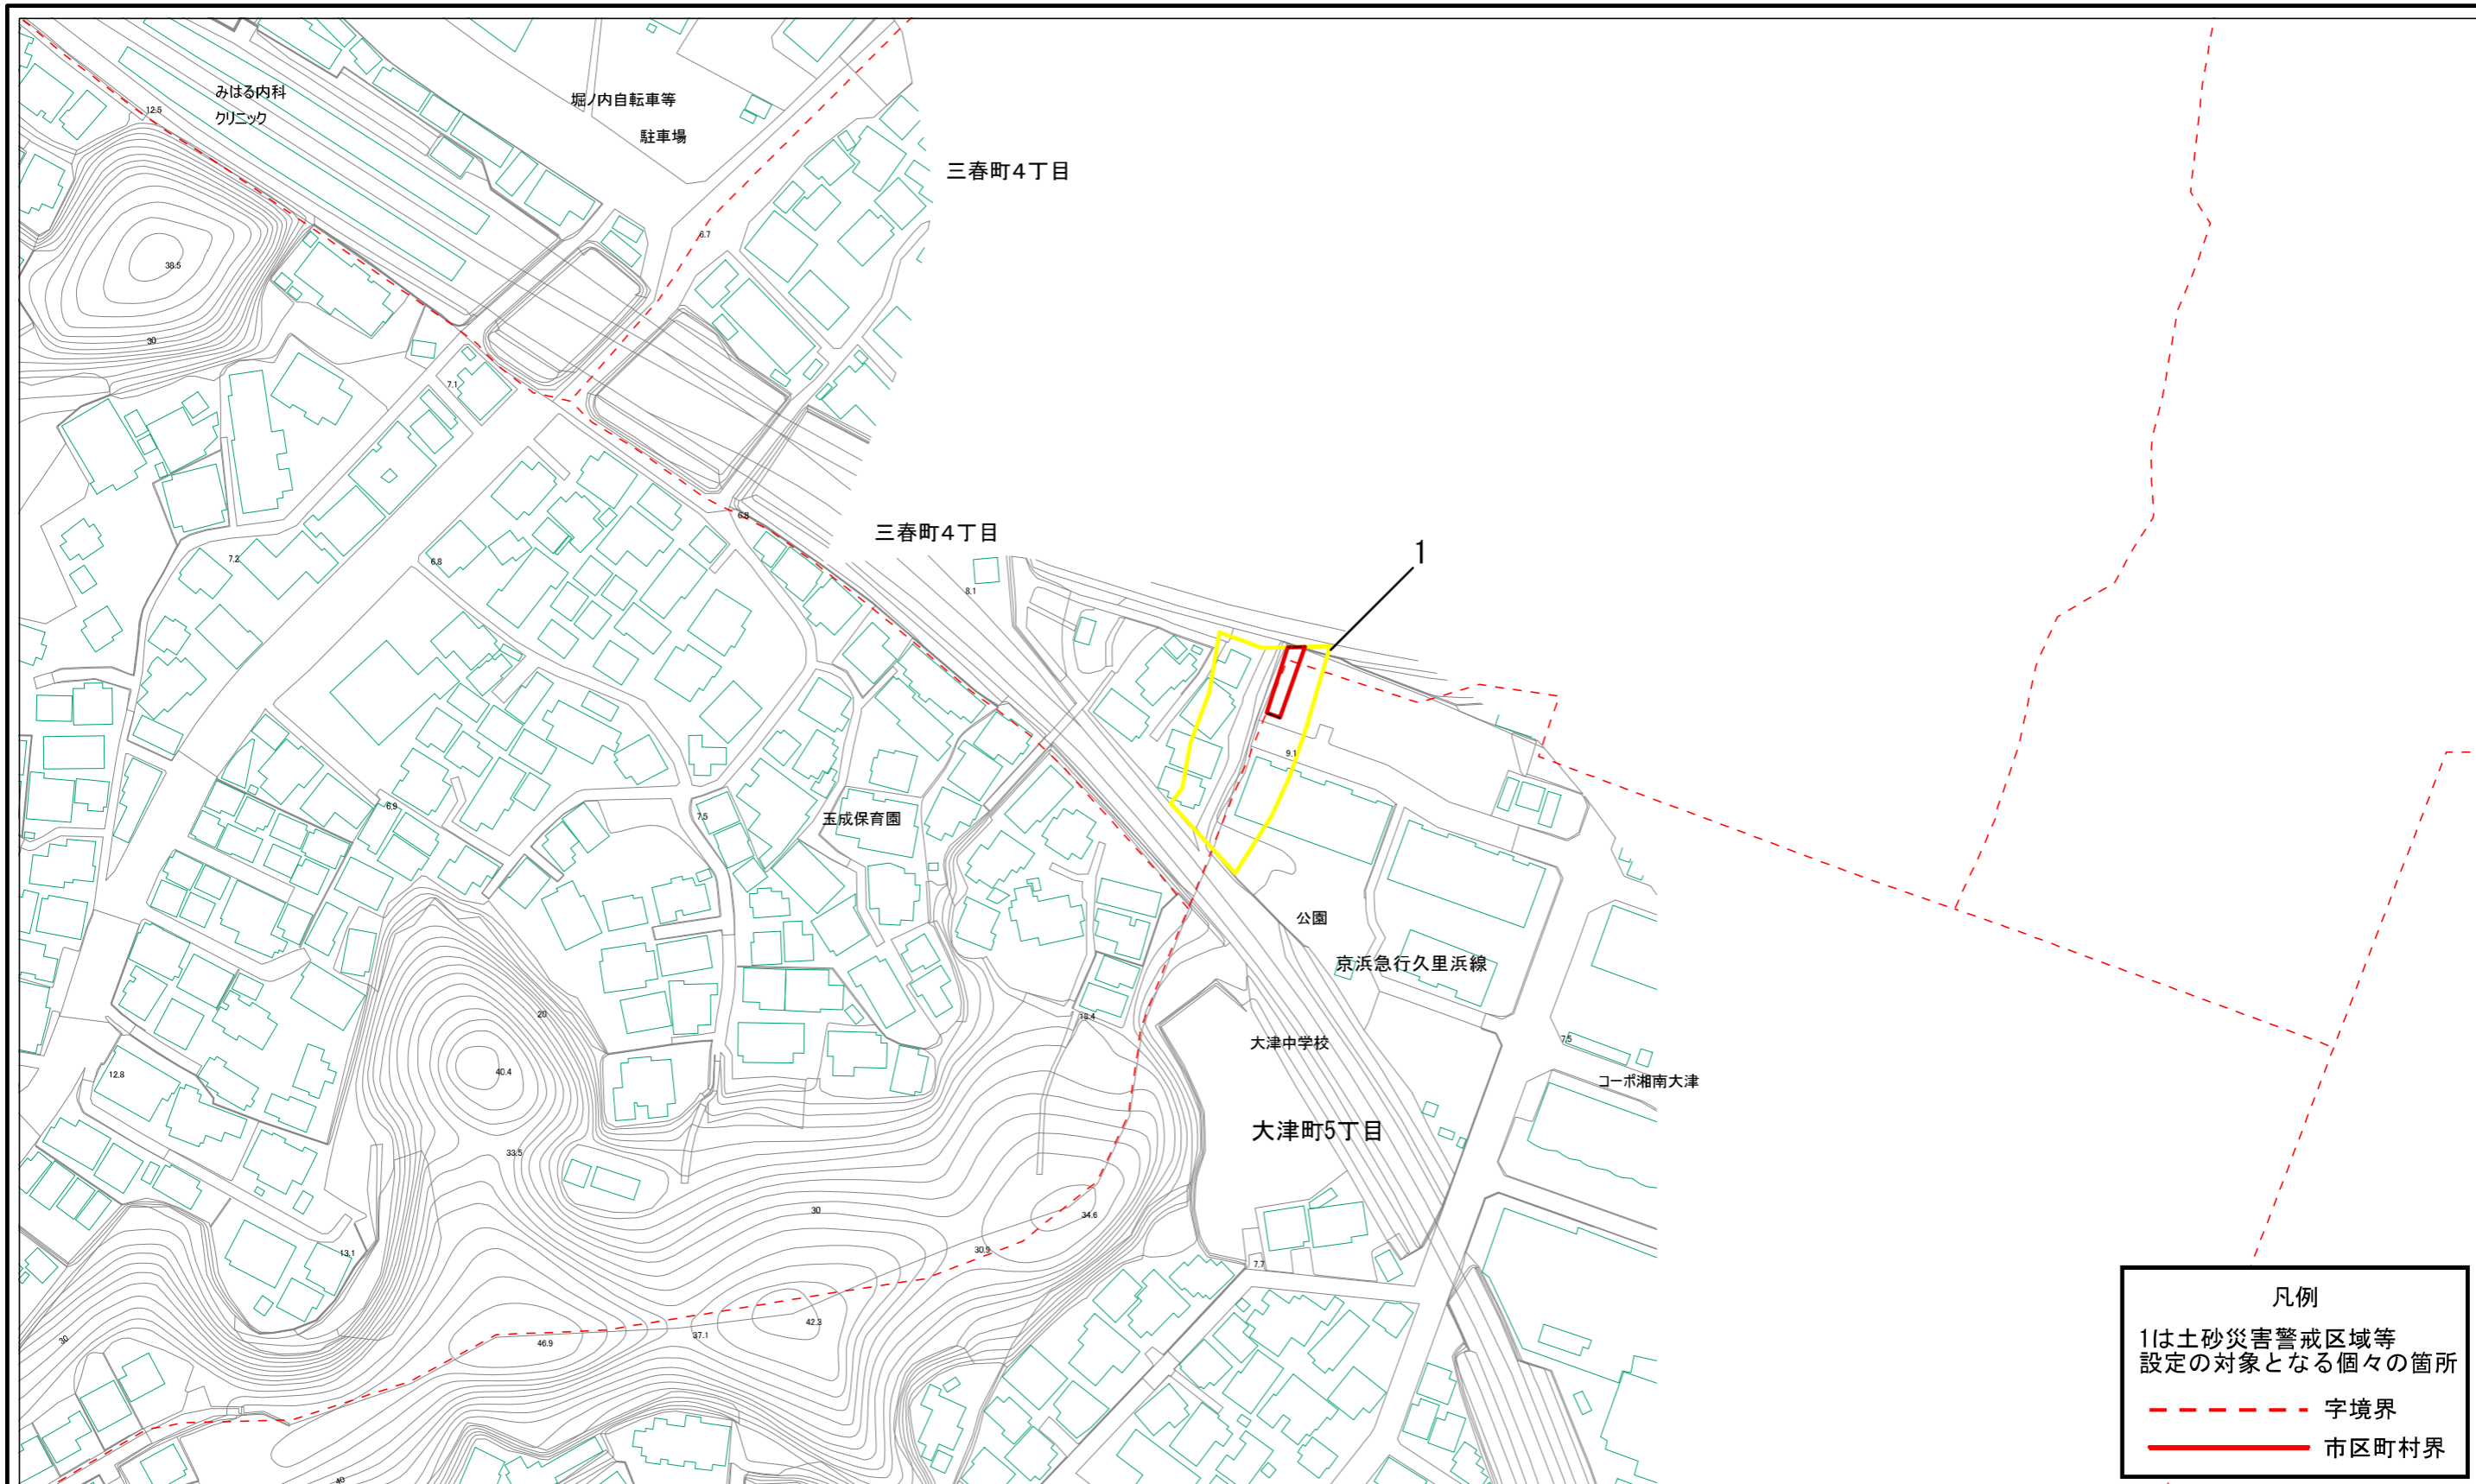 みはる内科
クリニック
堀ノ内自転車等
駐車場
三春町4丁目
12.5
6.7
38.5
30
7.1
三春町4丁目
6.8
1
7.2
6.8
8.1
9.1
6.9
7.5
玉成保育園
公園
京浜急行久里浜線
20
13.4
大津中学校
7.5
コーポ湘南大津
40.4
12.8
大津町5丁目
33.5
30
34.6
30.9
13.1
7.7
42.3
37.1
46.9
30
40
凡例
1は土砂災害警戒区域等
設定の対象となる個々の箇所
字境界
市区町村界